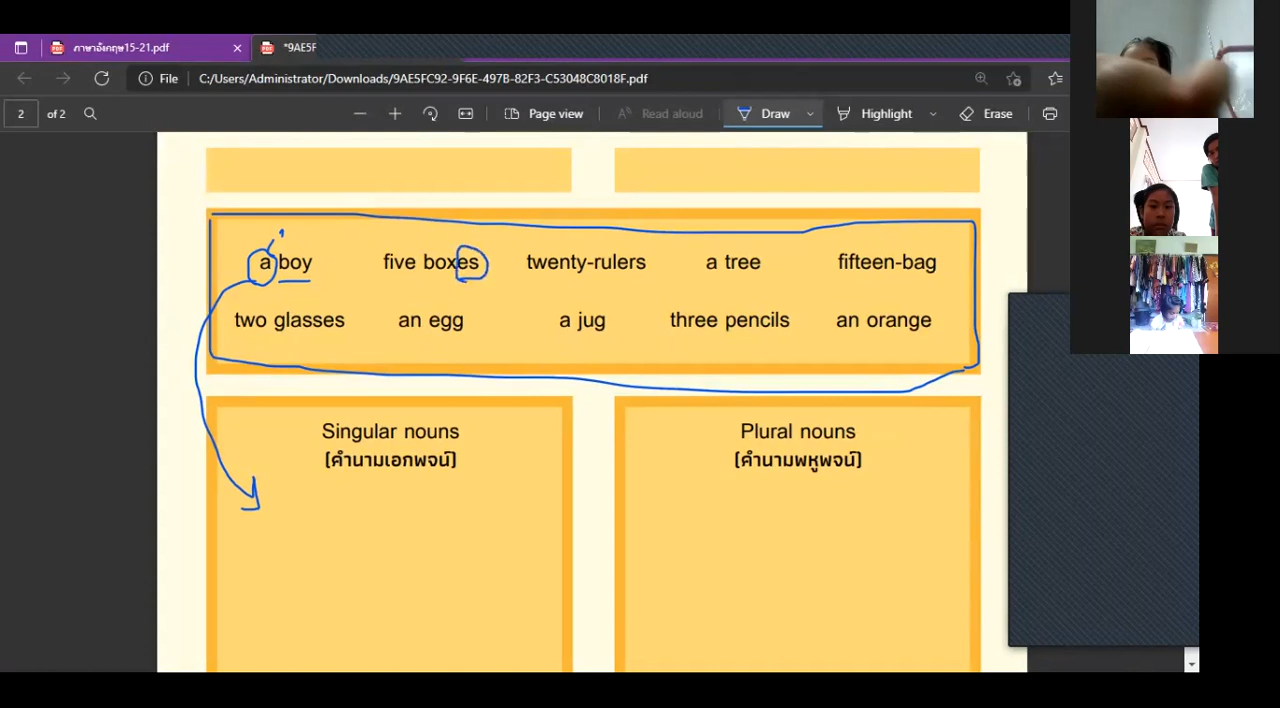 ภาษาอังกฤษ15-21.pdf
*9AE5F
File C:/Users/Administrator/Downloads/9AE5FC92-9F6E-497B-82F3-C53048C8018F.pdf
2 of 2 Page view Read aloud Draw Highlight Erase
a boy five boxes twenty-rulers a tree fifteen-bag
two glasses an egg a jug three pencils an orange
Singular nouns
(คำนามเอกพจน์)
Plural nouns
(คำนามพหูพจน์)